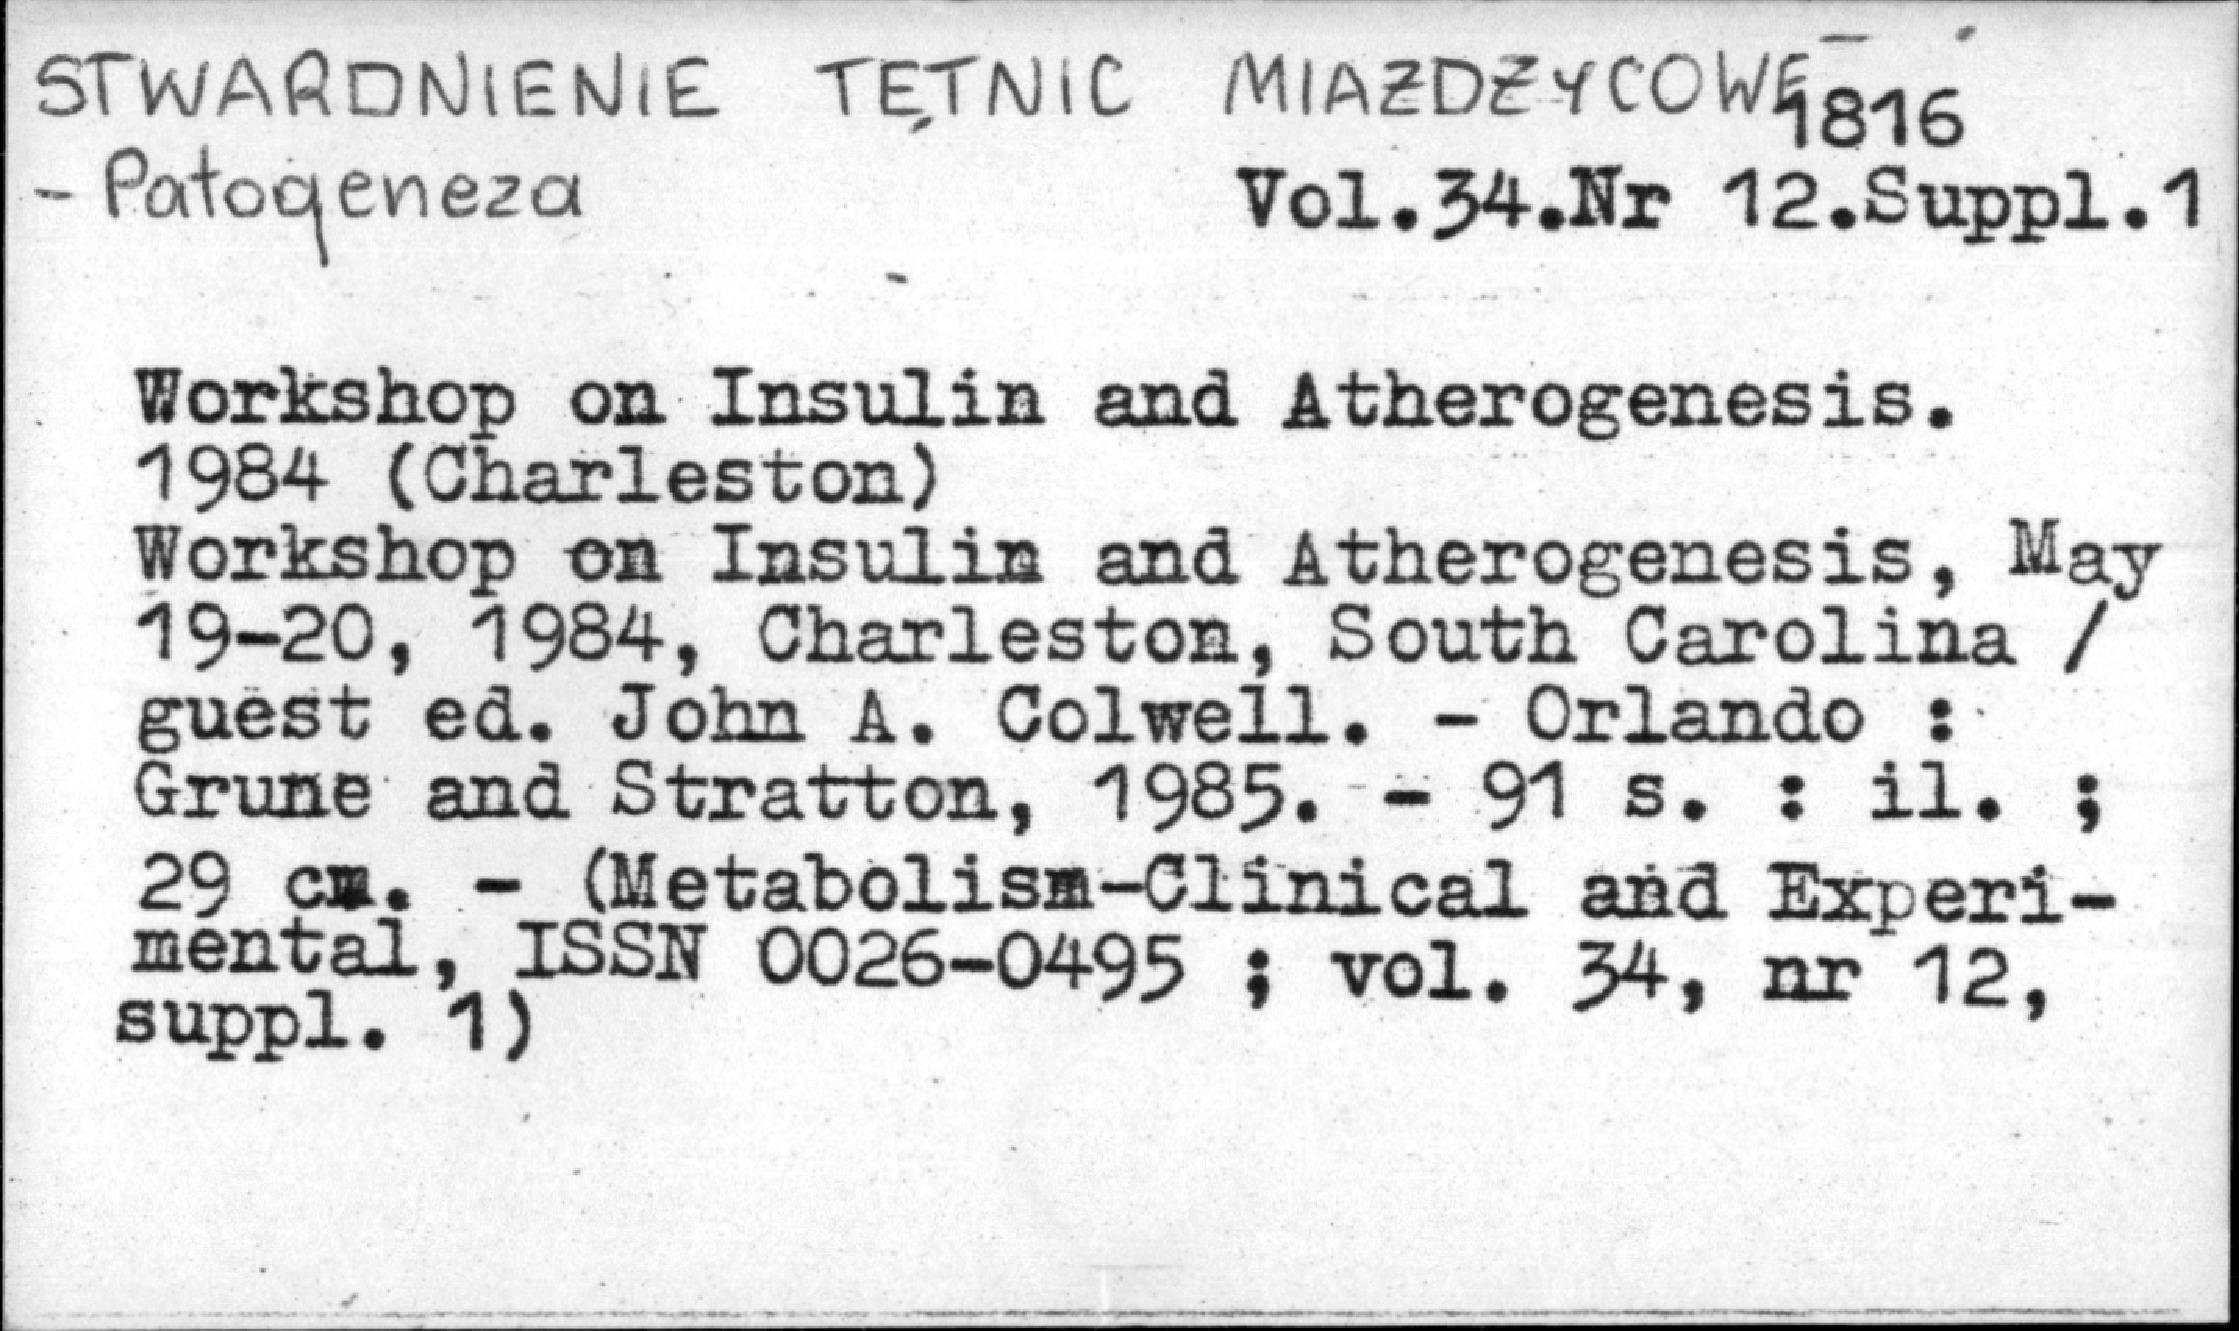 STWARDNIENIE TĘTNIC MIAŻDŻYCOWE
1816
- Patogeneza
Vol.34.Nr 12.Suppl.1
Workshop on Insulin and Atherogenesis.
1984 (Charleston)
Workshop on Insulin and Atherogenesis, May
19-20, 1984, Charleston, South Carolina /
guest ed. John A. Colwell. - Orlando :
Grune and Stratton, 1985. - 91 s. : il. ;
29 cm. - (Metabolism-Clinical and Experi-
mental, ISSN 0026-0495 ; vol. 34, nr 12,
suppl. 1)